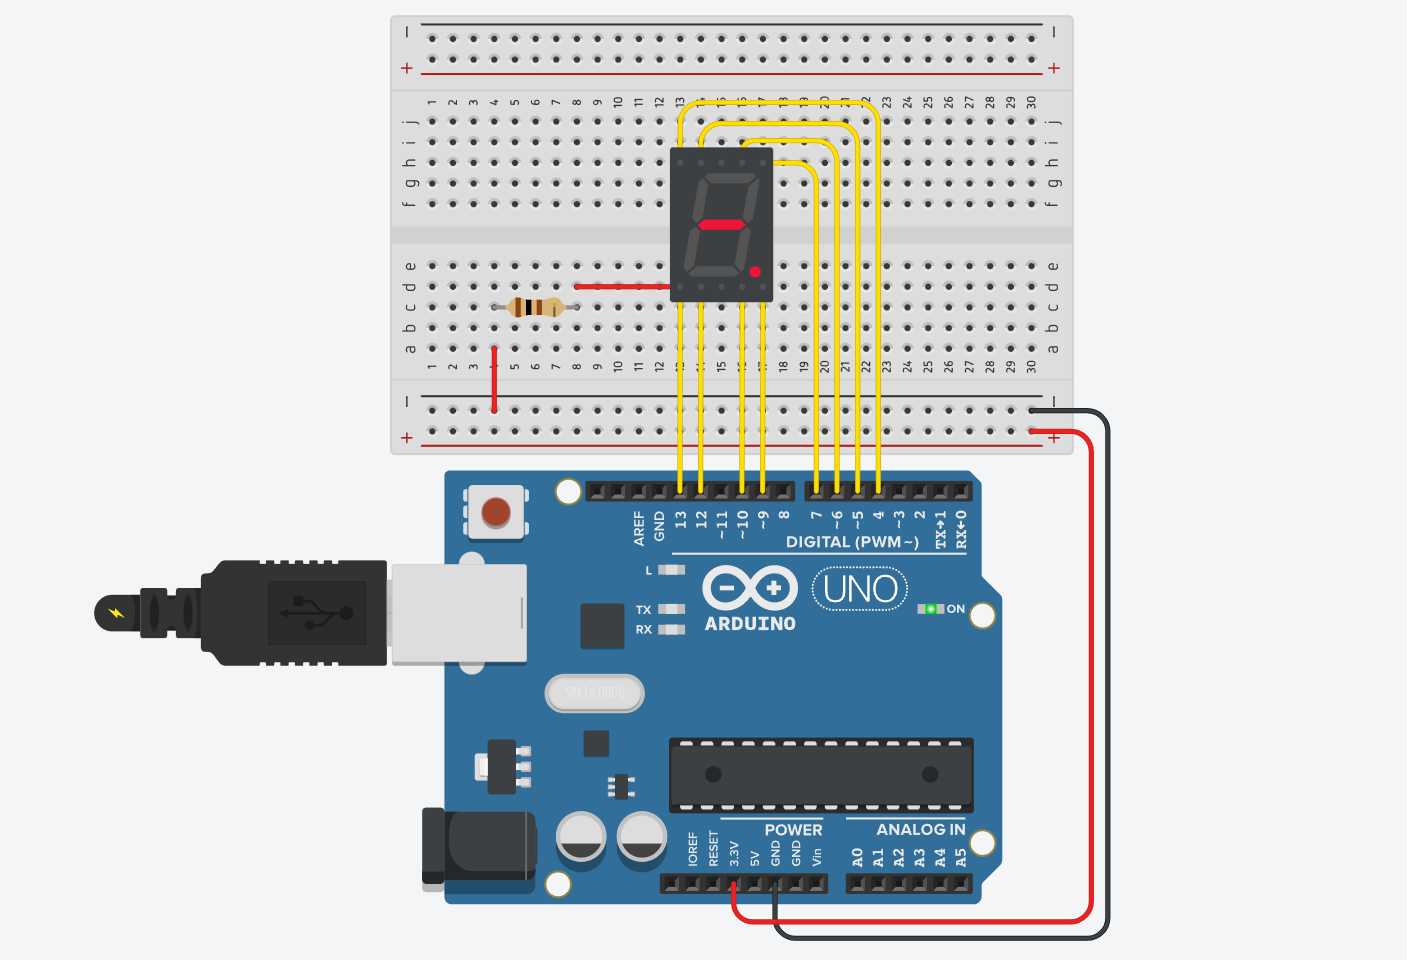 − −
+ +
1 2 3 4 5 6 7 8 9 10 11 12 13 14 15 16 17 18 19 20 21 22 23 24 25 26 27 28 29 30
j j
i i
h h
g g
f f
e e
d d
c c
b b
a a
1 2 3 4 5 6 7 8 9 10 11 12 13 14 15 16 17 18 19 20 21 22 23 24 25 26 27 28 29 30
− −
+ +
AREF GND 13 12 ~11 ~10 ~9 8 7 ~6 ~5 4 ~3 2 TX→1 RX←0
DIGITAL (PWM~)
L
TX
RX
UNO
ARDUINO
ON
SPK16.000G
POWER ANALOG IN
IOREF RESET 3.3V 5V GND GND Vin A0 A1 A2 A3 A4 A5